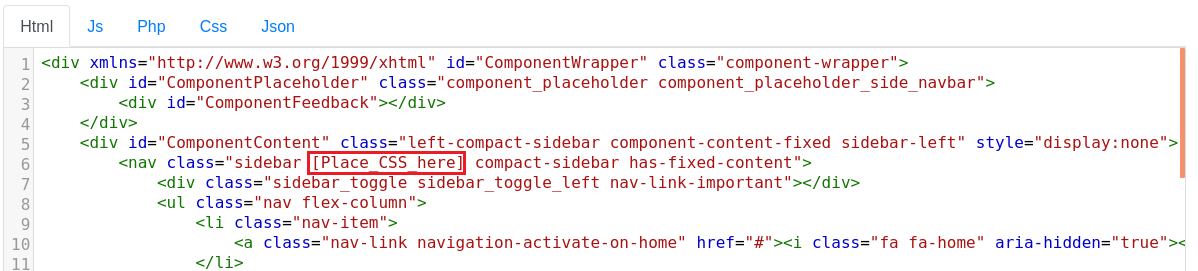 Html Js Php Css Json
1 <div xmlns="http://www.w3.org/1999/xhtml" id="ComponentWrapper" class="component-wrapper">
2 <div id="ComponentPlaceholder" class="component_placeholder component_placeholder_side_navbar">
3 <div id="ComponentFeedback"></div>
4 </div>
5 <div id="ComponentContent" class="left-compact-sidebar component-content-fixed sidebar-left" style="display:none">
6 <nav class="sidebar [Place_CSS_here] compact-sidebar has-fixed-content">
7 <div class="sidebar_toggle sidebar_toggle_left nav-link-important"></div>
8 <ul class="nav flex-column">
9 <li class="nav-item">
10 <a class="nav-link navigation-activate-on-home" href="#"><i class="fa fa-home" aria-hidden="true"><
11 </li>